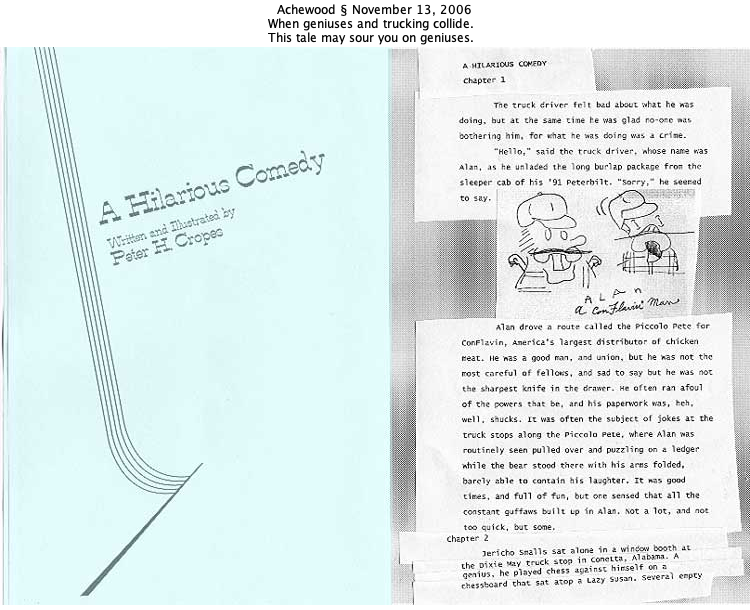 Achewood § November 13, 2006
When geniuses and trucking collide.
This tale may sour you on geniuses.
A Hilarious Comedy
Written and Illustrated by
Peter H. Cropes
A HILARIOUS COMEDY
Chapter 1
The truck driver felt bad about what he was
doing, but at the same time he was glad no-one was
bothering him, for what he was doing was a crime.
"Hello," said the truck driver, whose name was
Alan, as he unladed the long burlap package from the
sleeper cab of his '91 Peterbilt. "Sorry," he seemed
to say.
ALAN
a ConFlavin' Man
Alan drove a route called the Piccolo Pete for
ConFlavin, America's largest distributor of chicken
meat. He was a good man, and union, but he was not the
most careful of fellows, and sad to say but he was not
the sharpest knife in the drawer. He often ran afoul
of the powers that be, and his paperwork was, heh,
well, shucks. It was often the subject of jokes at the
truck stops along the Piccolo Pete, where Alan was
routinely seen pulled over and puzzling on a ledger
while the bear stood there with his arms folded,
barely able to contain his laughter. It was good
times, and full of fun, but one sensed that all the
constant guffaws built up in Alan. Not a lot, and not
too quick, but some.
Chapter 2
Jericho Smalls sat alone in a window booth at
the Dixie May truck stop in Conetta, Alabama. A
genius, he played chess against himself on a
chessboard that sat atop a Lazy Susan. Several empty